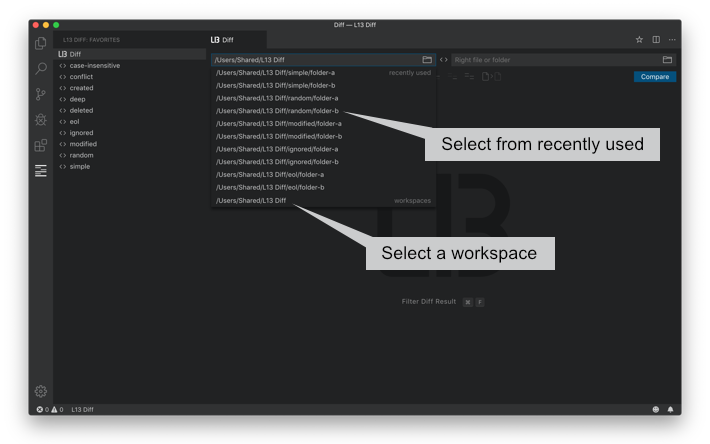 Diff — L13 Diff
L13 DIFF: FAVORITES
L13 Diff
L13 Diff
case-insensitive
conflict
created
deep
deleted
eol
ignored
modified
random
simple
/Users/Shared/L13 Diff
Right file or folder
/Users/Shared/L13 Diff/simple/folder-a recently used
/Users/Shared/L13 Diff/simple/folder-b
/Users/Shared/L13 Diff/random/folder-a
/Users/Shared/L13 Diff/random/folder-b
/Users/Shared/L13 Diff/modified/folder-a
/Users/Shared/L13 Diff/modified/folder-b
/Users/Shared/L13 Diff/ignored/folder-a
/Users/Shared/L13 Diff/ignored/folder-b
/Users/Shared/L13 Diff/eol/folder-a
/Users/Shared/L13 Diff/eol/folder-b
/Users/Shared/L13 Diff workspaces
Compare
Select from recently used
Select a workspace
L13
Filter Diff Result ⌘ F
0 0 L13 Diff